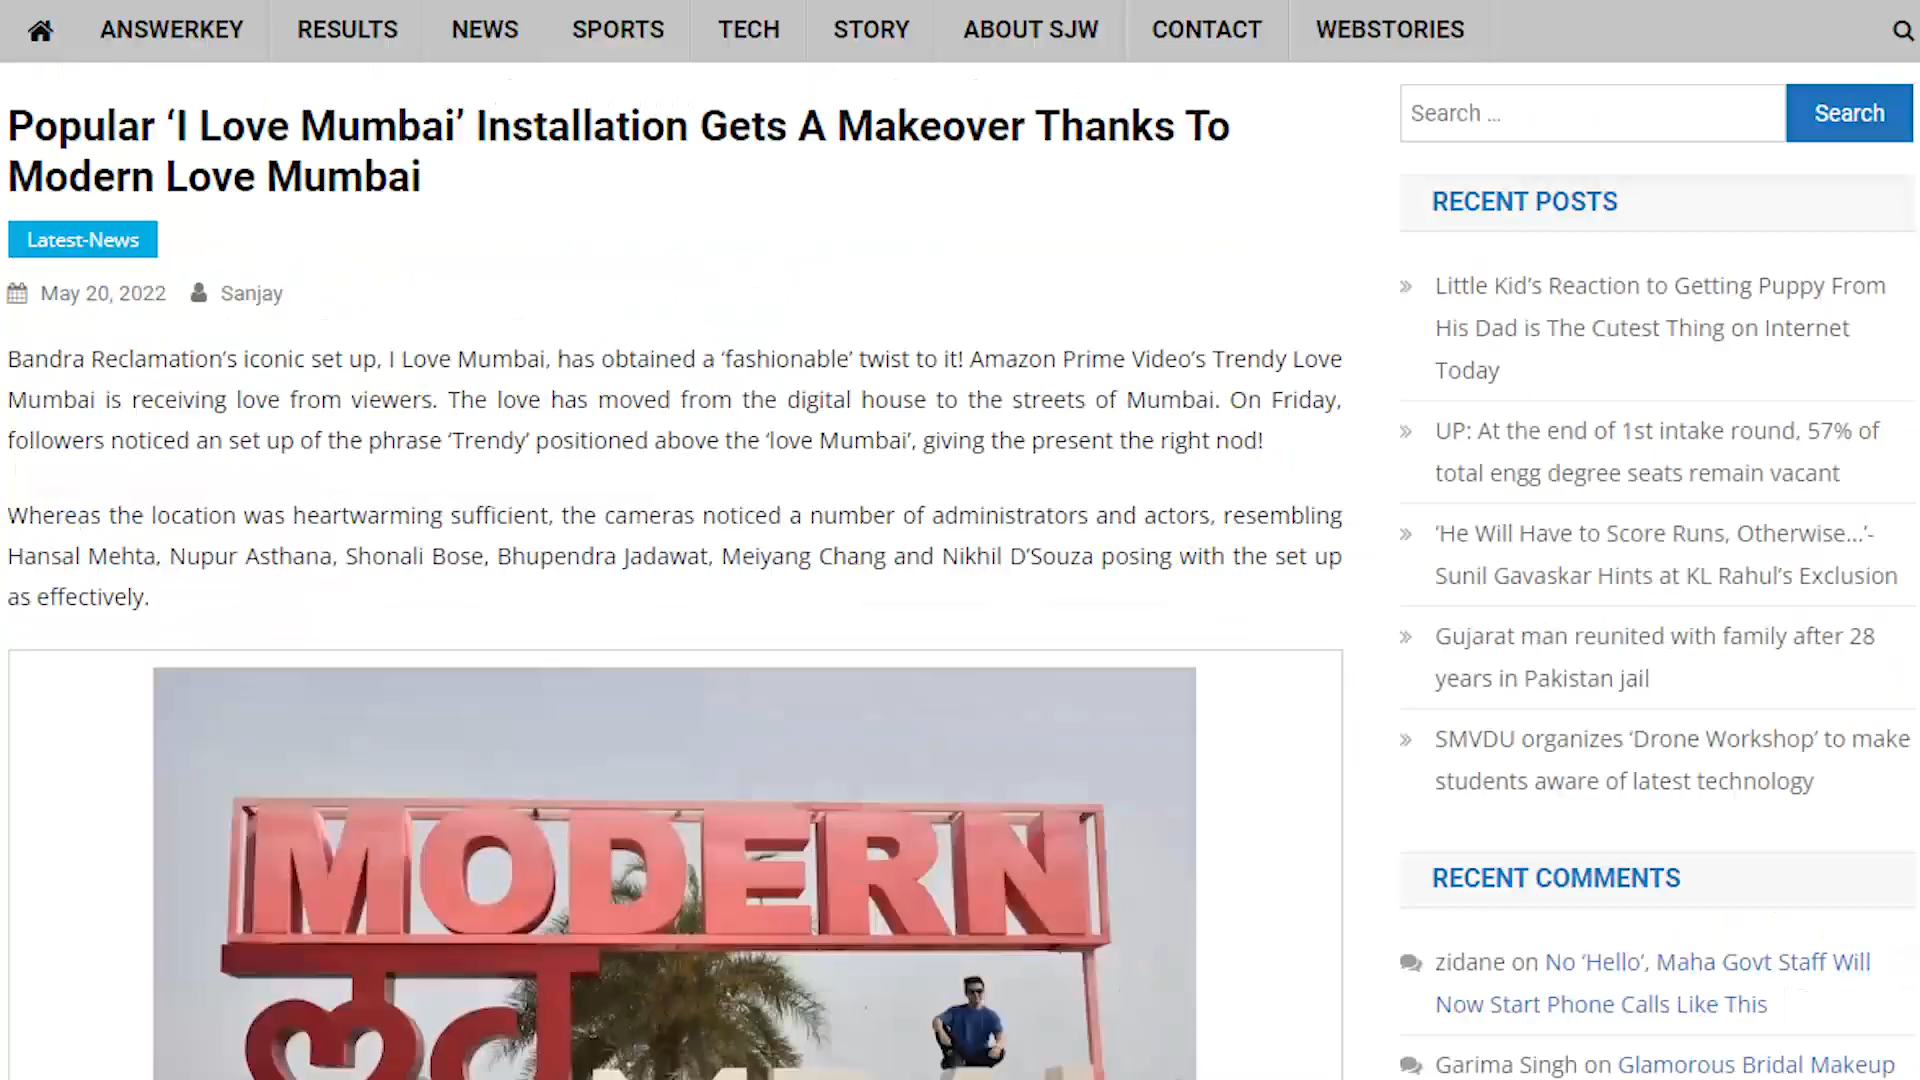 ANSWERKEY RESULTS NEWS SPORTS TECH STORY ABOUT SJW CONTACT WEBSTORIES
Popular ‘I Love Mumbai’ Installation Gets A Makeover Thanks To
Modern Love Mumbai
Latest-News
May 20, 2022 Sanjay
Bandra Reclamation’s iconic set up, I Love Mumbai, has obtained a ‘fashionable’ twist to it! Amazon Prime Video’s Trendy Love
Mumbai is receiving love from viewers. The love has moved from the digital house to the streets of Mumbai. On Friday,
followers noticed an set up of the phrase ‘Trendy’ positioned above the ‘love Mumbai’, giving the present the right nod!
Whereas the location was heartwarming sufficient, the cameras noticed a number of administrators and actors, resembling
Hansal Mehta, Nupur Asthana, Shonali Bose, Bhupendra Jadawat, Meiyang Chang and Nikhil D’Souza posing with the set up
as effectively.
MODERN
Search ...
Search
RECENT POSTS
Little Kid’s Reaction to Getting Puppy From
His Dad is The Cutest Thing on Internet
Today
UP: At the end of 1st intake round, 57% of
total engg degree seats remain vacant
‘He Will Have to Score Runs, Otherwise...’-
Sunil Gavaskar Hints at KL Rahul’s Exclusion
Gujarat man reunited with family after 28
years in Pakistan jail
SMVDU organizes ‘Drone Workshop’ to make
students aware of latest technology
RECENT COMMENTS
zidane on No ‘Hello’, Maha Govt Staff Will
Now Start Phone Calls Like This
Garima Singh on Glamorous Bridal Makeup